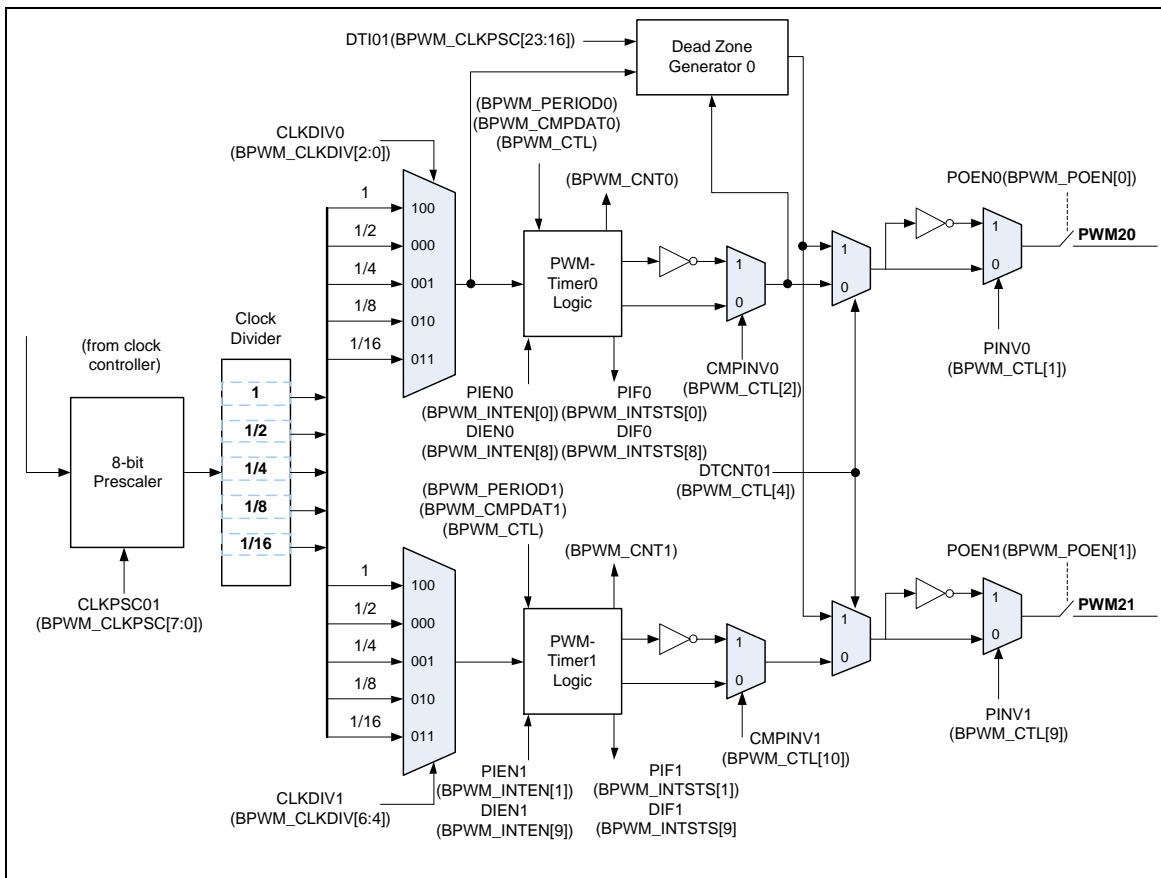 DTI01(BPWM_CLKPSC[23:16])
Dead Zone
Generator 0
CLKDIV0
(BPWM_CLKDIV[2:0])
(BPWM_PERIOD0)
(BPWM_CMPDAT0)
(BPWM_CTL)
(BPWM_CNT0)
POEN0(BPWM_POEN[0])
1
1/2
1/4
1/8
1/16
100
000
001
010
011
PWM-
Timer0
Logic
1
0
1
0
1
0
PWM20
CMPINV0
(BPWM_CTL[2])
PINV0
(BPWM_CTL[1])
PIEN0
(BPWM_INTEN[0])
DIEN0
(BPWM_INTEN[8])
PIF0
(BPWM_INTSTS[0])
DIF0
(BPWM_INTSTS[8])
(from clock
controller)
Clock
Divider
8-bit
Prescaler
1
1/2
1/4
1/8
1/16
CLKPSC01
(BPWM_CLKPSC[7:0])
DTCNT01
(BPWM_CTL[4])
(BPWM_PERIOD1)
(BPWM_CMPDAT1)
(BPWM_CTL)
(BPWM_CNT1)
POEN1(BPWM_POEN[1])
1
1/2
1/4
1/8
1/16
100
000
001
010
011
PWM-
Timer1
Logic
1
0
1
0
1
0
PWM21
CMPINV1
(BPWM_CTL[10])
PINV1
(BPWM_CTL[9])
CLKDIV1
(BPWM_CLKDIV[6:4])
PIEN1
(BPWM_INTEN[1])
DIEN1
(BPWM_INTEN[9])
PIF1
(BPWM_INTSTS[1])
DIF1
(BPWM_INTSTS[9]